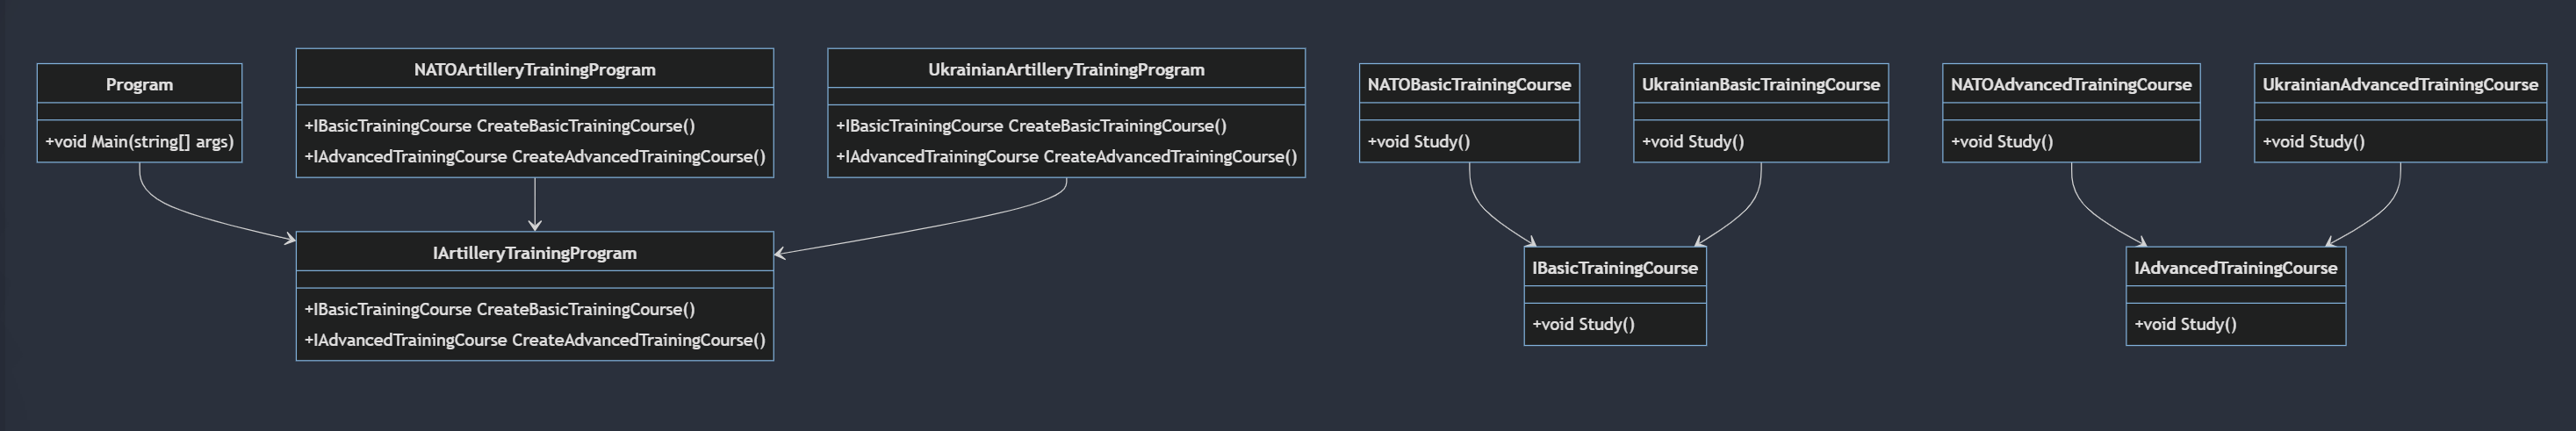 Program
+void Main(string[] args)
NATOArtilleryTrainingProgram
+IBasicTrainingCourse CreateBasicTrainingCourse()
+IAdvancedTrainingCourse CreateAdvancedTrainingCourse()
UkrainianArtilleryTrainingProgram
+IBasicTrainingCourse CreateBasicTrainingCourse()
+IAdvancedTrainingCourse CreateAdvancedTrainingCourse()
NATOBasicTrainingCourse
+void Study()
UkrainianBasicTrainingCourse
+void Study()
NATOAdvancedTrainingCourse
+void Study()
UkrainianAdvancedTrainingCourse
+void Study()
IArtilleryTrainingProgram
+IBasicTrainingCourse CreateBasicTrainingCourse()
+IAdvancedTrainingCourse CreateAdvancedTrainingCourse()
IBasicTrainingCourse
+void Study()
IAdvancedTrainingCourse
+void Study()